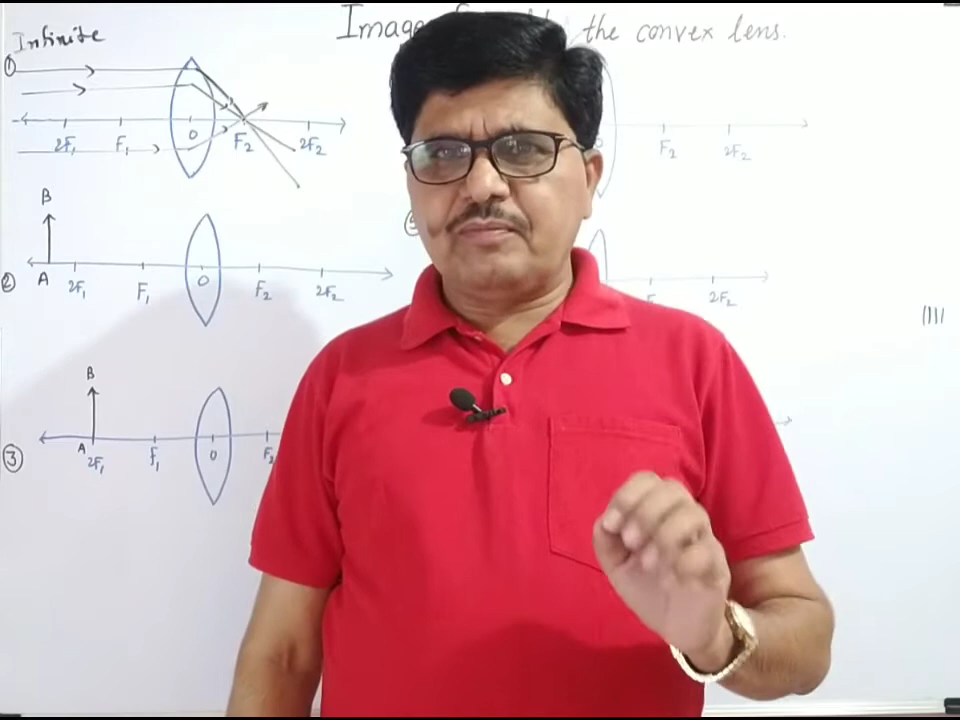 Image the convex lens.
Infinite
① 2F₁ F₁ O F₂ 2F₂
F₂ 2F₂
B
② A 2F₁ F₁ O F₂ 2F₂
2F₂
B
③ A 2F₁ F₁ O F₂